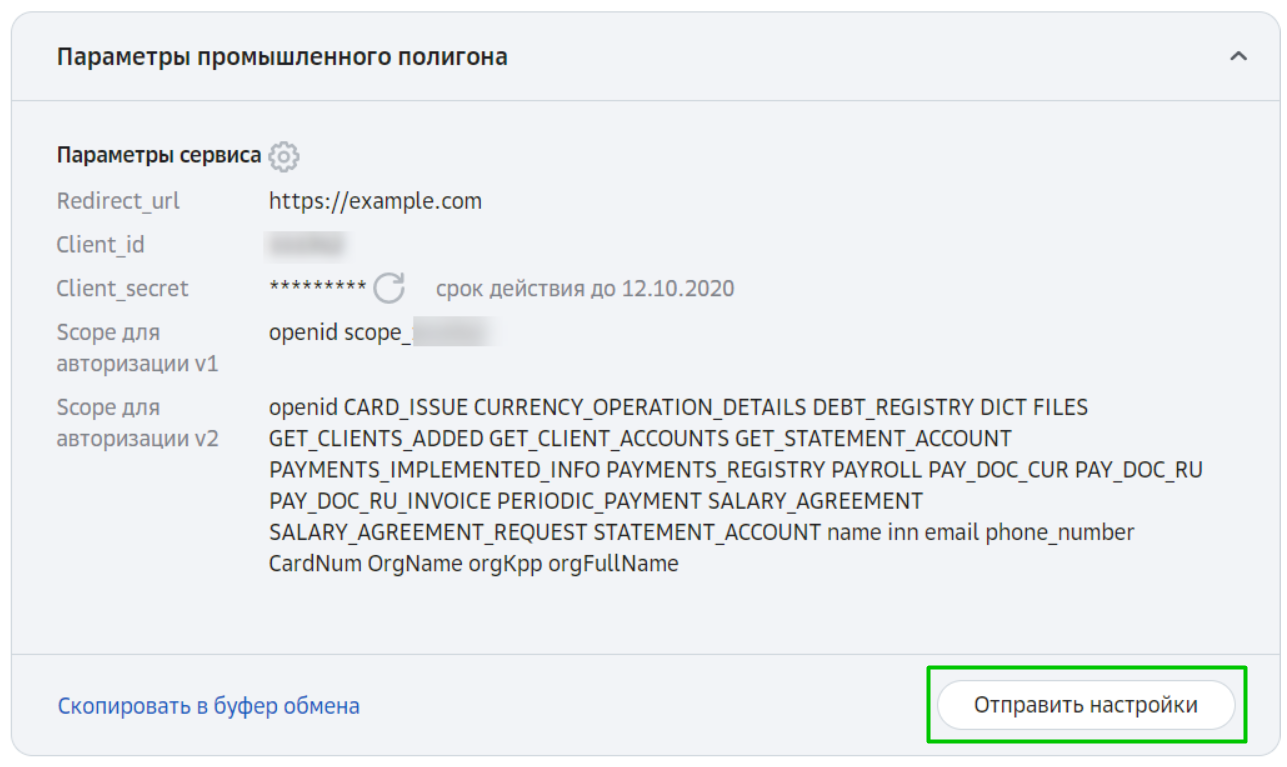 Параметры промышленного полигона
Параметры сервиса
Redirect_url https://example.com
Client_id
Client_secret ********* срок действия до 12.10.2020
Scope для авторизации v1 openid scope_
Scope для авторизации v2 openid CARD_ISSUE CURRENCY_OPERATION_DETAILS DEBT_REGISTRY DICT FILES
GET_CLIENTS_ADDED GET_CLIENT_ACCOUNTS GET_STATEMENT_ACCOUNT
PAYMENTS_IMPLEMENTED_INFO PAYMENTS_REGISTRY PAYROLL PAY_DOC_CUR PAY_DOC_RU
PAY_DOC_RU_INVOICE PERIODIC_PAYMENT SALARY_AGREEMENT
SALARY_AGREEMENT_REQUEST STATEMENT_ACCOUNT name inn email phone_number
CardNum OrgName orgKpp orgFullName
Скопировать в буфер обмена Отправить настройки